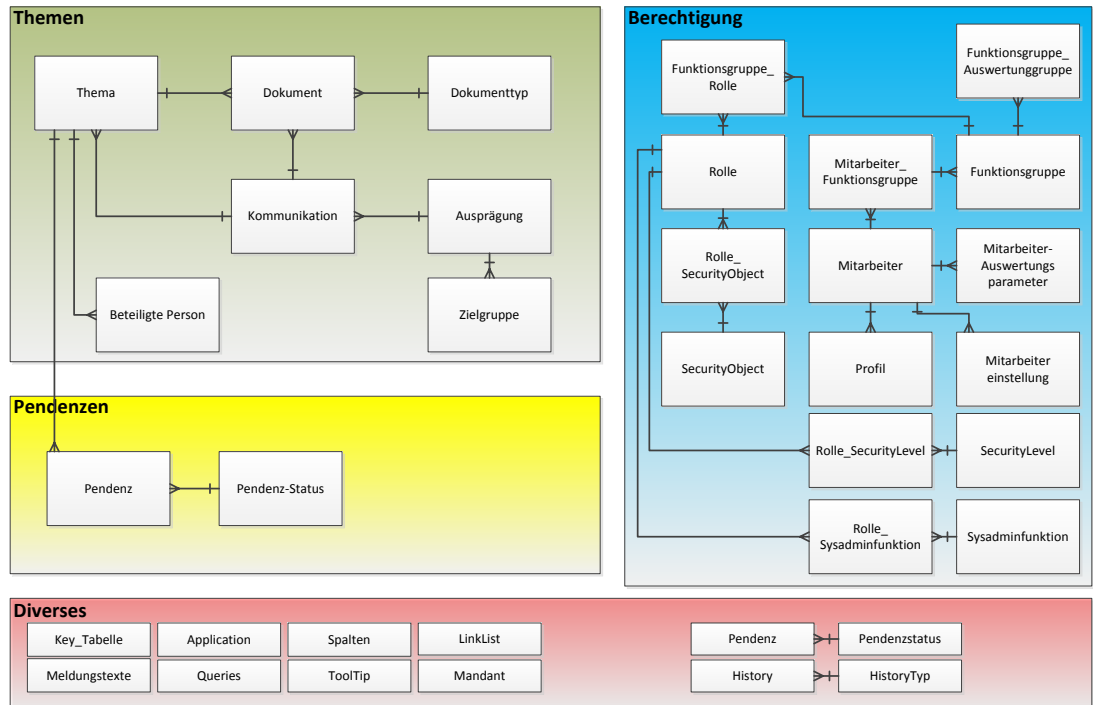 Themen
Thema
Dokument
Dokumenttyp
Kommunikation
Ausprägung
Beteiligte Person
Zielgruppe
Pendenzen
Pendenz
Pendenz-Status
Berechtigung
Funktionsgruppe_
Rolle
Funktionsgruppe_
Auswertunggruppe
Rolle
Mitarbeiter_
Funktionsgruppe
Funktionsgruppe
Rolle_
SecurityObject
Mitarbeiter
Mitarbeiter-
Auswertungs
parameter
SecurityObject
Profil
Mitarbeiter
einstellung
Rolle_SecurityLevel
SecurityLevel
Rolle_
Sysadminfunktion
Sysadminfunktion
Diverses
Key_Tabelle
Application
Spalten
LinkList
Pendenz
Pendenzstatus
Meldungstexte
Queries
ToolTip
Mandant
History
HistoryTyp